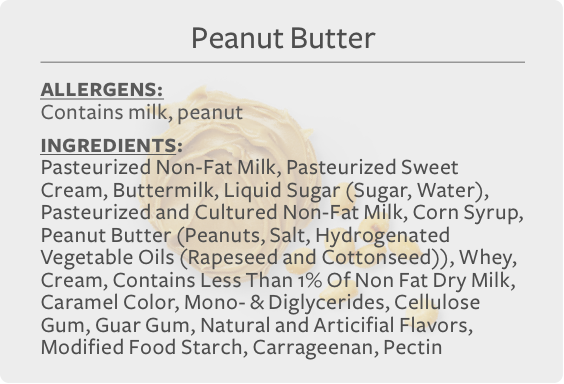 Peanut Butter
ALLERGENS:
Contains milk, peanut
INGREDIENTS:
Pasteurized Non-Fat Milk, Pasteurized Sweet
Cream, Buttermilk, Liquid Sugar (Sugar, Water),
Pasteurized and Cultured Non-Fat Milk, Corn Syrup,
Peanut Butter (Peanuts, Salt, Hydrogenated
Vegetable Oils (Rapeseed and Cottonseed)), Whey,
Cream, Contains Less Than 1% Of Non Fat Dry Milk,
Caramel Color, Mono- & Diglycerides, Cellulose
Gum, Guar Gum, Natural and Articifial Flavors,
Modified Food Starch, Carrageenan, Pectin